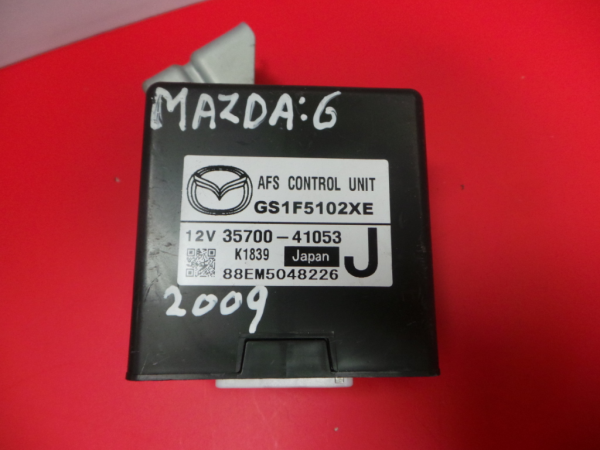 MAZDA:6
AFS CONTROL UNIT
GS1F5102XE
12V 35700-41053
K1839 Japan J
88EM5048226
2009